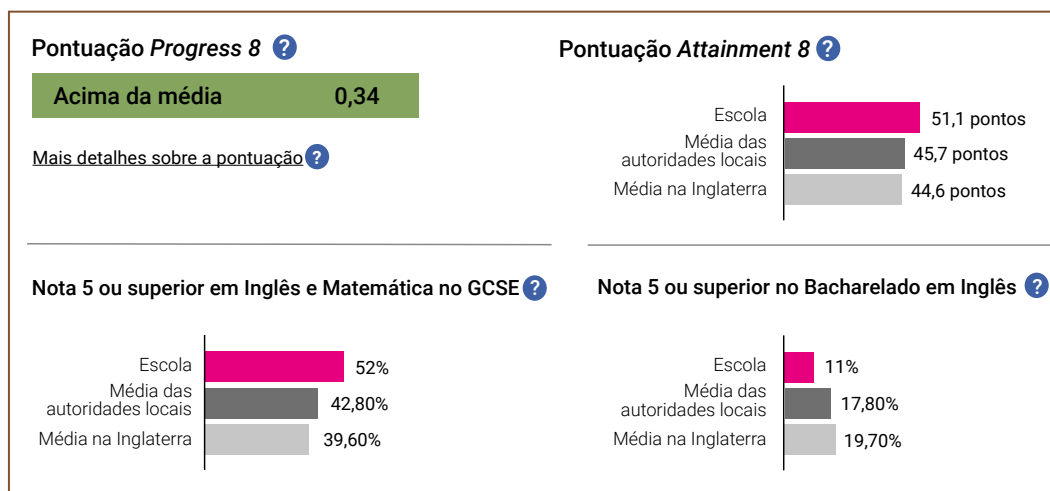 Pontuação Progress 8 ?
Acima da média 0,34
Mais detalhes sobre a pontuação ?
Pontuação Attainment 8 ?
Escola 51,1 pontos
Média das
autoridades locais 45,7 pontos
Média na Inglaterra 44,6 pontos
Nota 5 ou superior em Inglês e Matemática no GCSE ?
Escola 52%
Média das
autoridades locais 42,80%
Média na Inglaterra 39,60%
Nota 5 ou superior no Bacharelado em Inglês ?
Escola 11%
Média das
autoridades locais 17,80%
Média na Inglaterra 19,70%